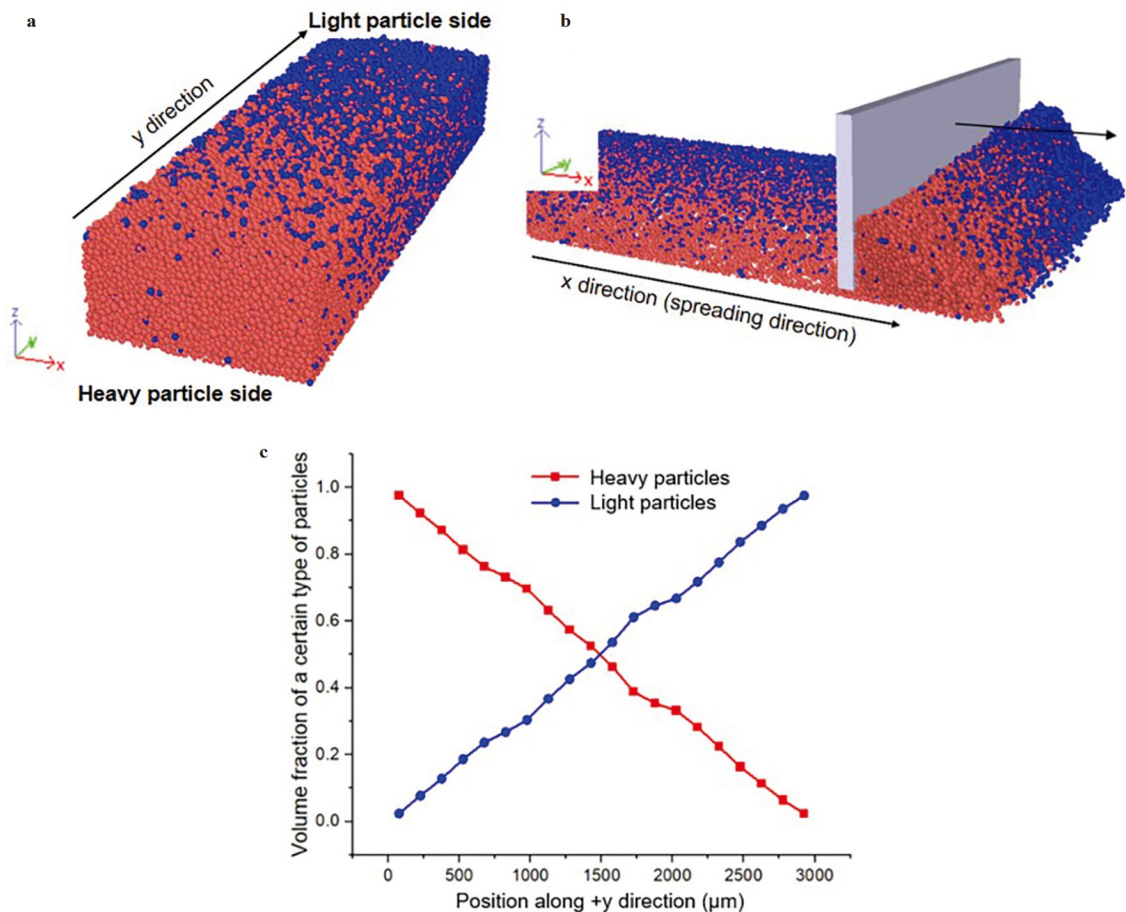 a
Light particle side
y direction
z
y
x
Heavy particle side
b
z
y
x
x direction (spreading direction)
c
Volume fraction of a certain type of particles
1.0
0.8
0.6
0.4
0.2
0.0
Heavy particles
Light particles
0 500 1000 1500 2000 2500 3000
Position along +y direction (μm)